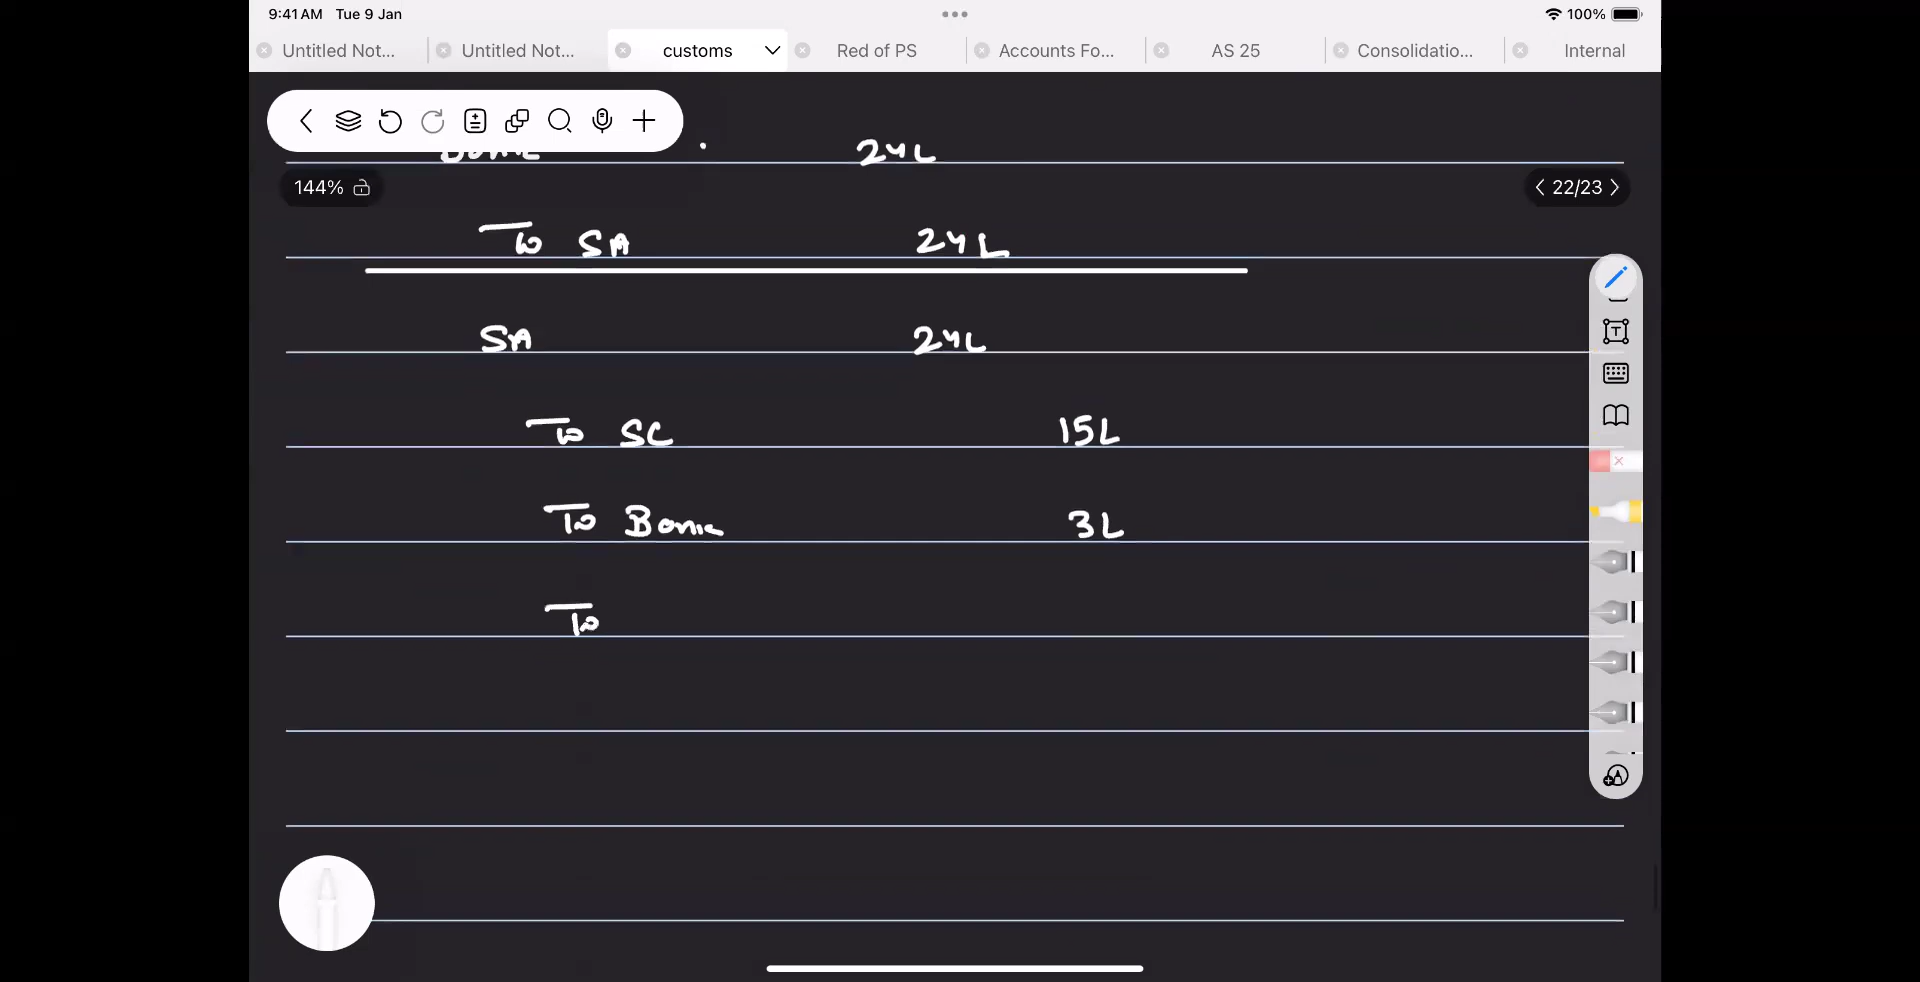 9:41 AM Tue 9 Jan 100%
Untitled Not... Untitled Not... customs Red of PS Accounts Fo... AS 25 Consolidatio... Internal
24L
144% 22/23
To SA 24L
SA 24L
To SC 15L
To 3L
To